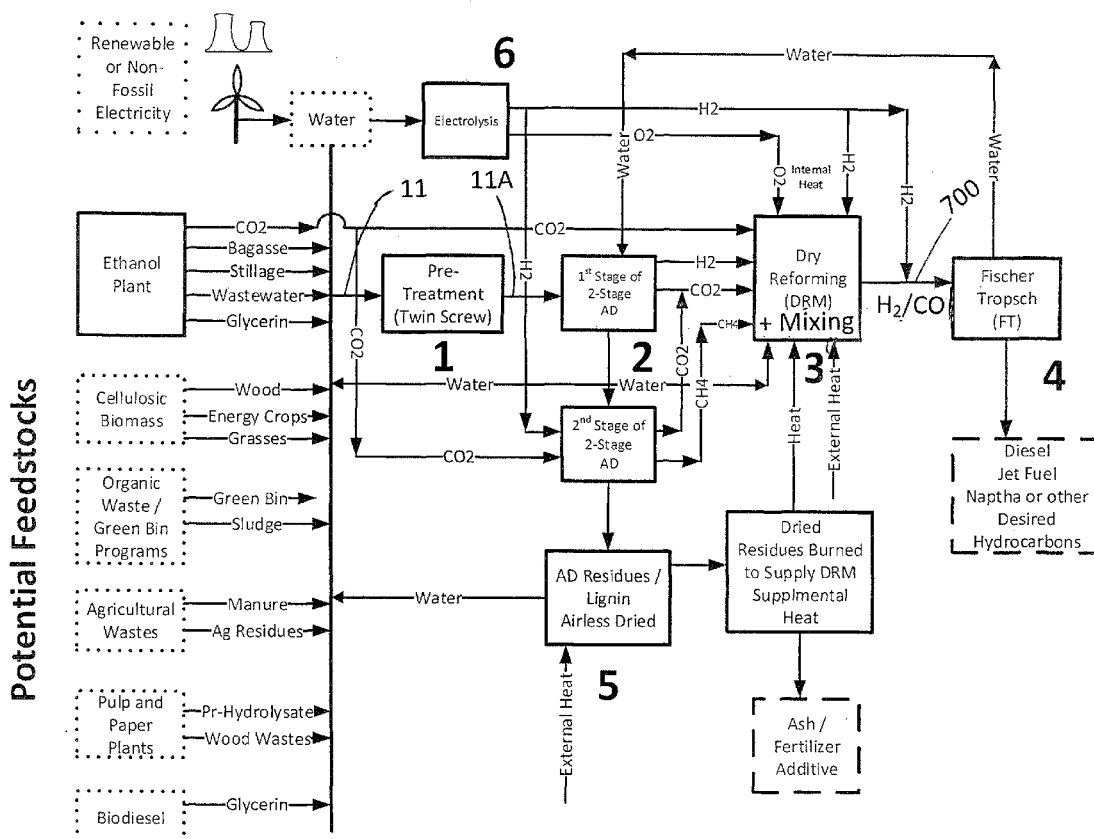 Renewable
or Non-
Fossil
Electricity
Water
6
Electrolysis
H2
O2
Water
Water
Water
H2
O2
Internal
Heat
H2
H2
700
11
11A
Ethanol
Plant
CO2
Bagasse
Stillage
Wastewater
Glycerin
CO2
CO2
H2
Pre-
Treatment
(Twin Screw)
1
1st Stage of
2-Stage
AD
2
H2
CO2
CH4
CO2
CH4
Dry
Reforming
(DRM)
+ Mixing
3
H2/CO
Fischer
Tropsch
(FT)
4
Water
Water
Potential Feedstocks
Cellulosic
Biomass
Wood
Energy Crops
Grasses
2nd Stage of
2-Stage
AD
CO2
Heat
External Heat
Diesel
Jet Fuel
Naptha or other
Desired
Hydrocarbons
Organic
Waste /
Green Bin
Programs
Green Bin
Sludge
AD Residues /
Lignin
Airless Dried
5
Dried
Residues Burned
to Supply DRM
Supplmental
Heat
Water
Agricultural
Wastes
Manure
Ag Residues
External Heat
Ash /
Fertilizer
Additive
Pulp and
Paper
Plants
Pr-Hydrolysate
Wood Wastes
Biodiesel
Glycerin